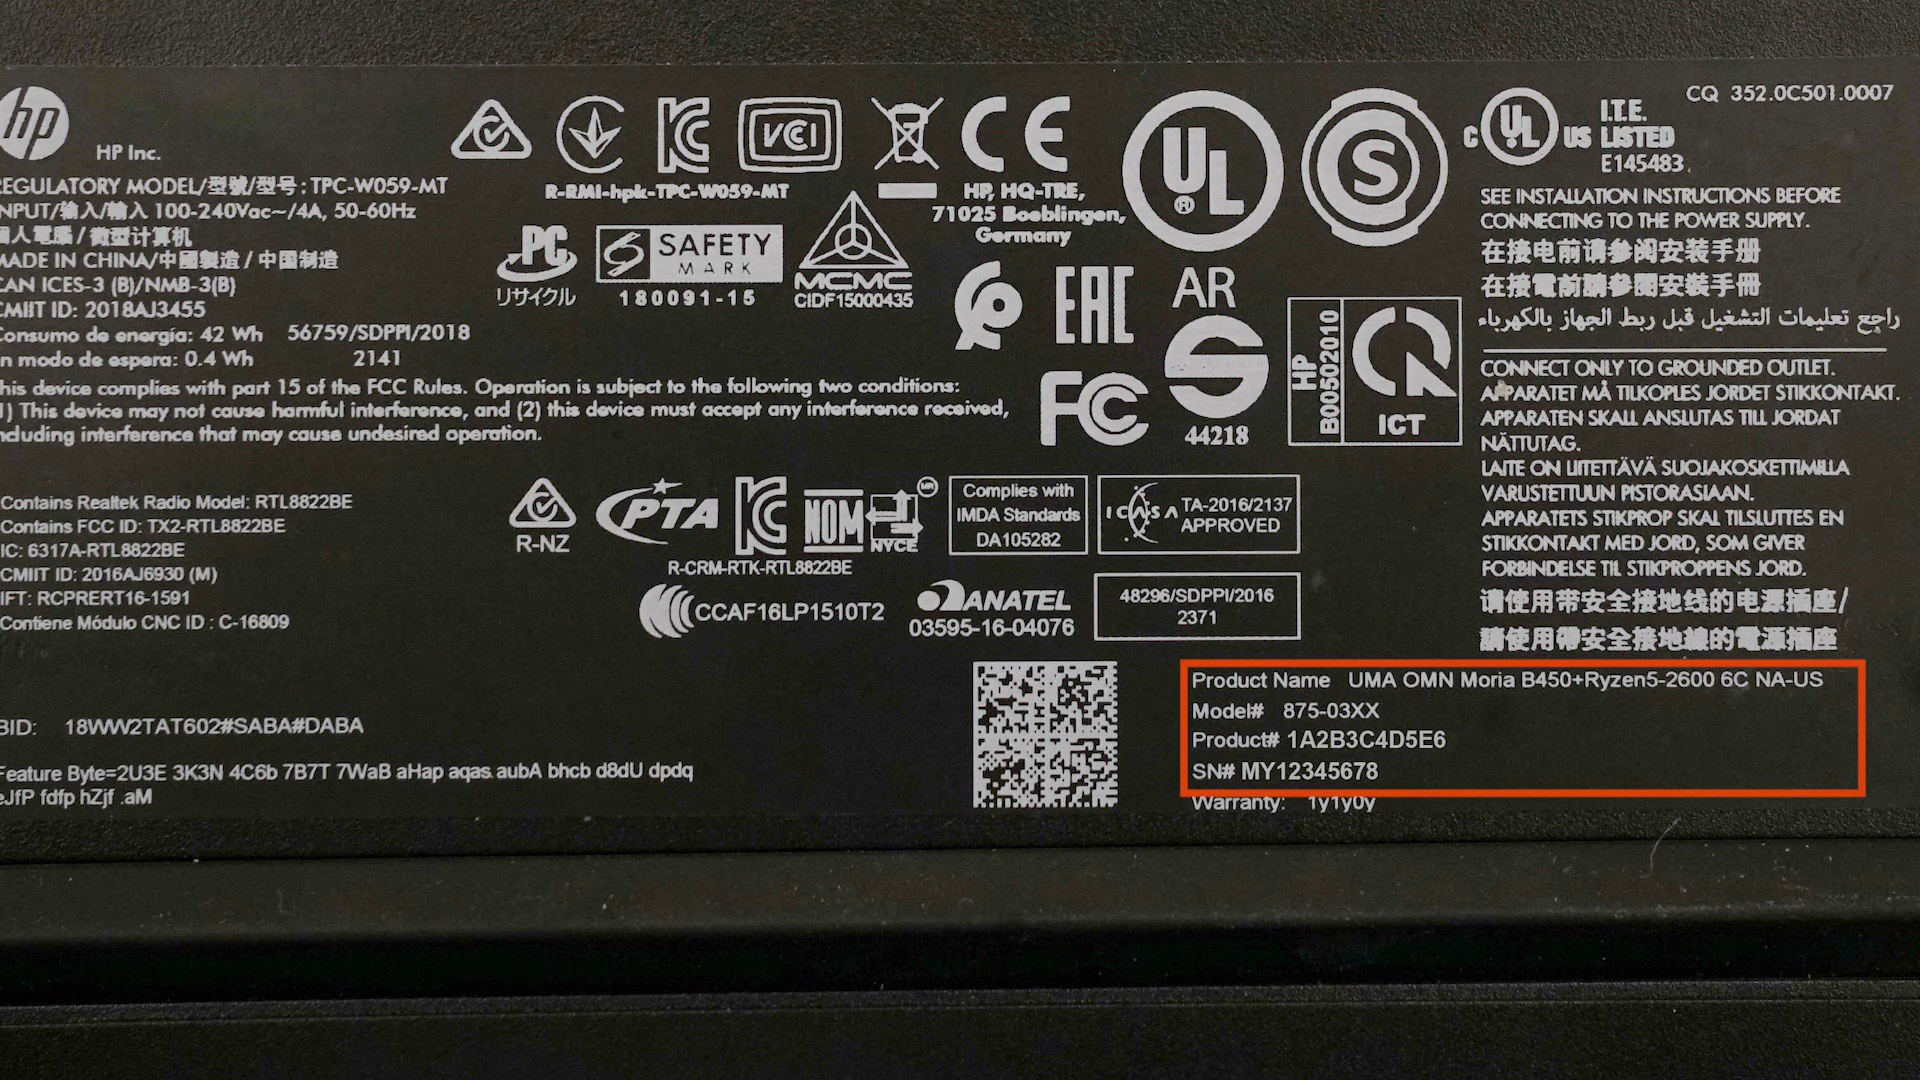 hp
HP Inc.
EGULATORY MODEL/型號/型号: TPC-W059-MT
NPUT/输入/輸入 100-240Vac~/4A, 50-60Hz
個人電腦 / 微型计算机
MADE IN CHINA/中國製造 / 中国制造
CAN ICES-3 (B)/NMB-3(B)
CMIIT ID: 2018AJ3455
Consumo de energía: 42 Wh 56759/SDPPI/2018
n modo de espera: 0.4 Wh 2141
his device complies with part 15 of the FCC Rules. Operation is subject to the following two conditions:
1) This device may not cause harmful interference, and (2) this device must accept any interference received,
ncluding interference that may cause undesired operation.
VCCI
R-RMI-hpk-TPC-W059-MT
CE
HP, HQ-TRE,
71025 Boeblingen,
Germany
PC
リサイクル
SAFETY
MARK
180091-15
MCMC
CIDF15000435
UL
®
S
EAC
AR
FC
44218
HP
B00502010
ICT
CQ 352.0C501.0007
C UL US
I.T.E.
LISTED
E145483
SEE INSTALLATION INSTRUCTIONS BEFORE
CONNECTING TO THE POWER SUPPLY.
在接电前请参阅安装手册
在接電前請參閱安裝手冊
راجع تعليمات التشغيل قبل ربط الجهاز بالكهرباء
CONNECT ONLY TO GROUNDED OUTLET.
APPARATET MÅ TILKOPLES JORDET STIKKONTAKT.
APPARATEN SKALL ANSLUTAS TILL JORDAT
NÄTTUTAG.
LAITE ON LIITETTÄVÄ SUOJAKOSKETTIMILLA
VARUSTETTUUN PISTORASIAAN.
APPARATETS STIKPROP SKAL TILSLUTTES EN
STIKKONTAKT MED JORD, SOM GIVER
FORBINDELSE TIL STIKPROPPENS JORD.
请使用带安全接地线的电源插座/
請使用帶安全接地線的電源插座
Contains Realtek Radio Model: RTL8822BE
Contains FCC ID: TX2-RTL8822BE
IC: 6317A-RTL8822BE
CMIIT ID: 2016AJ6930 (M)
IFT: RCPRERT16-1591
Contiene Módulo CNC ID : C-16809
R-NZ
PTA
NOM
NYCE
MR
R-CRM-RTK-RTL8822BE
Complies with
IMDA Standards
DA105282
ICASA TA-2016/2137
APPROVED
CCAF16LP1510T2
ANATEL
03595-16-04076
48296/SDPPI/2016
2371
BID: 18WW2TAT602#SABA#DABA
Feature Byte=2U3E 3K3N 4C6b 7B7T 7WaB aHap aqas.aubA bhcb d8dU dpdq
eJfP fdfp hZjf .aM
Product Name UMA OMN Moria B450+Ryzen5-2600 6C NA-US
Model# 875-03XX
Product# 1A2B3C4D5E6
SN# MY12345678
Warranty: 1y1y0y